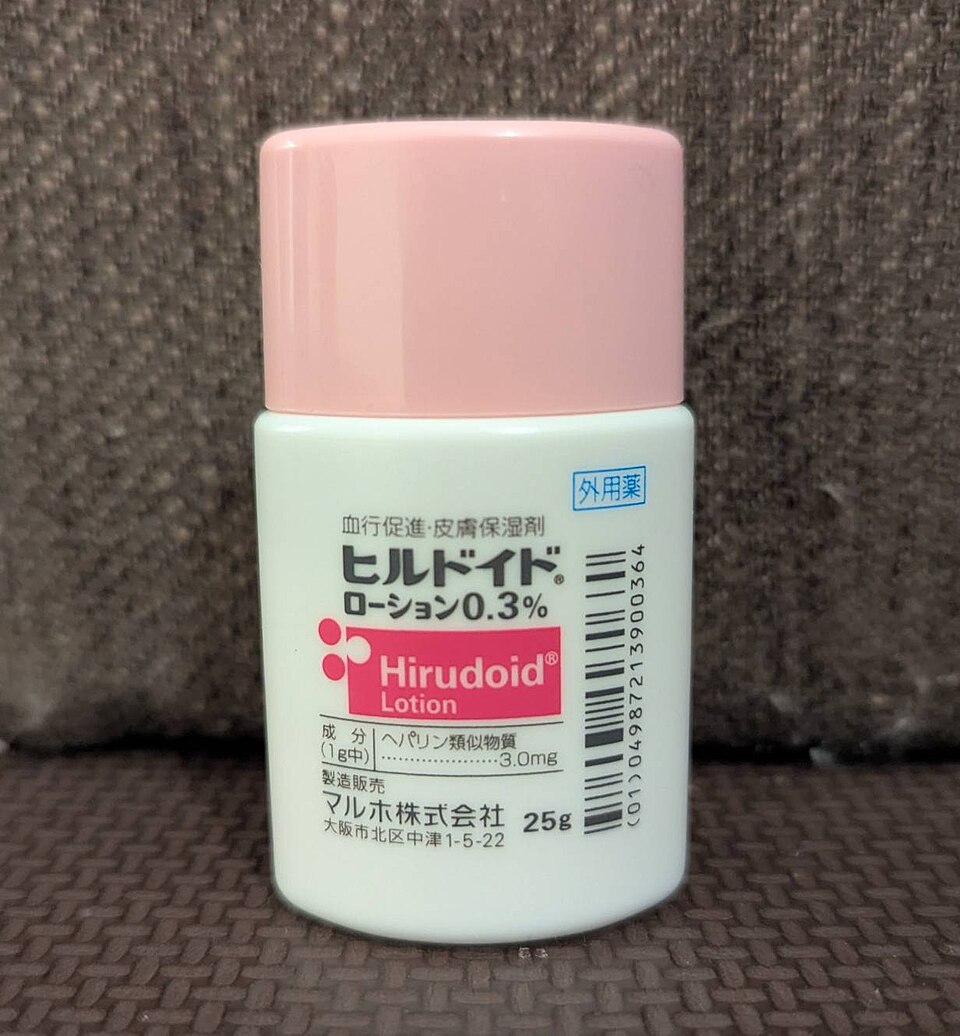 外用薬
血行促進・皮膚保湿剤
ヒルドイド®
ローション0.3%
Hirudoid®
Lotion
成分 ヘパリン類似物質
(1g中) ....................3.0mg
製造販売
マルホ株式会社
大阪市北区中津1-5-22
25g
(01)04987213900364